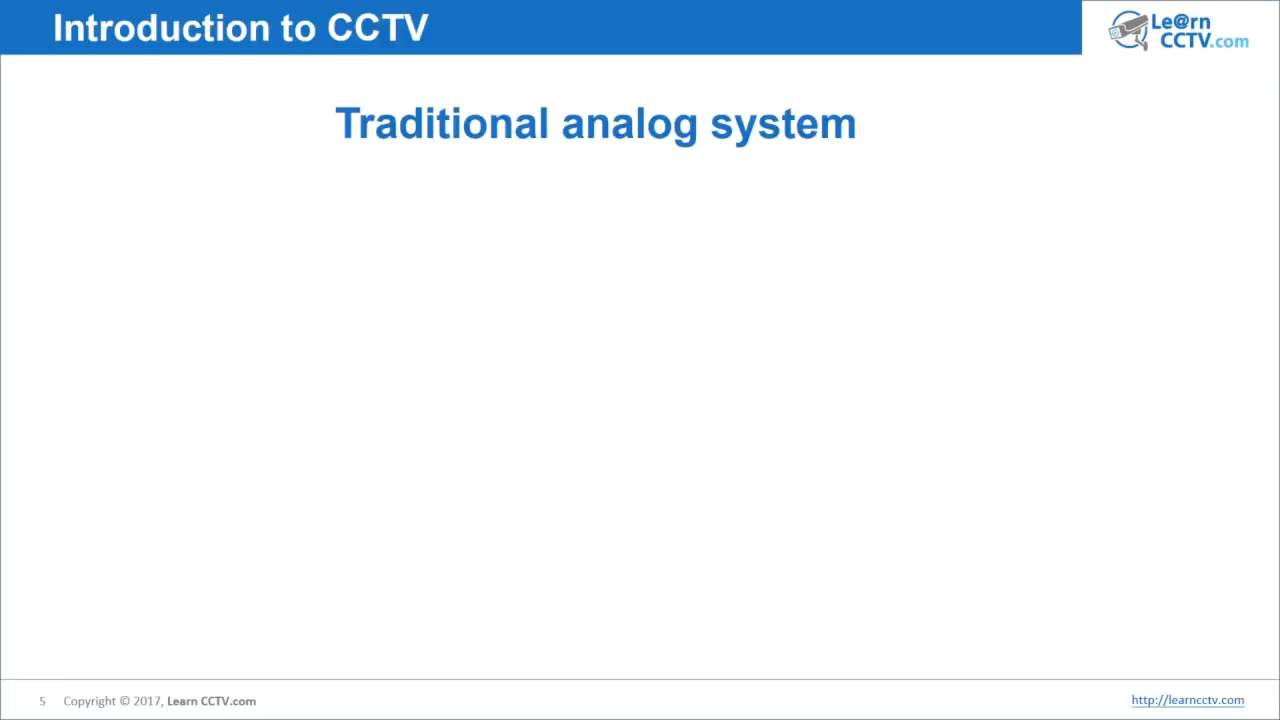 Introduction to CCTV
Le@rn
CCTV.com
Traditional analog system
5 Copyright © 2017, Learn CCTV.com
http://learncctv.com